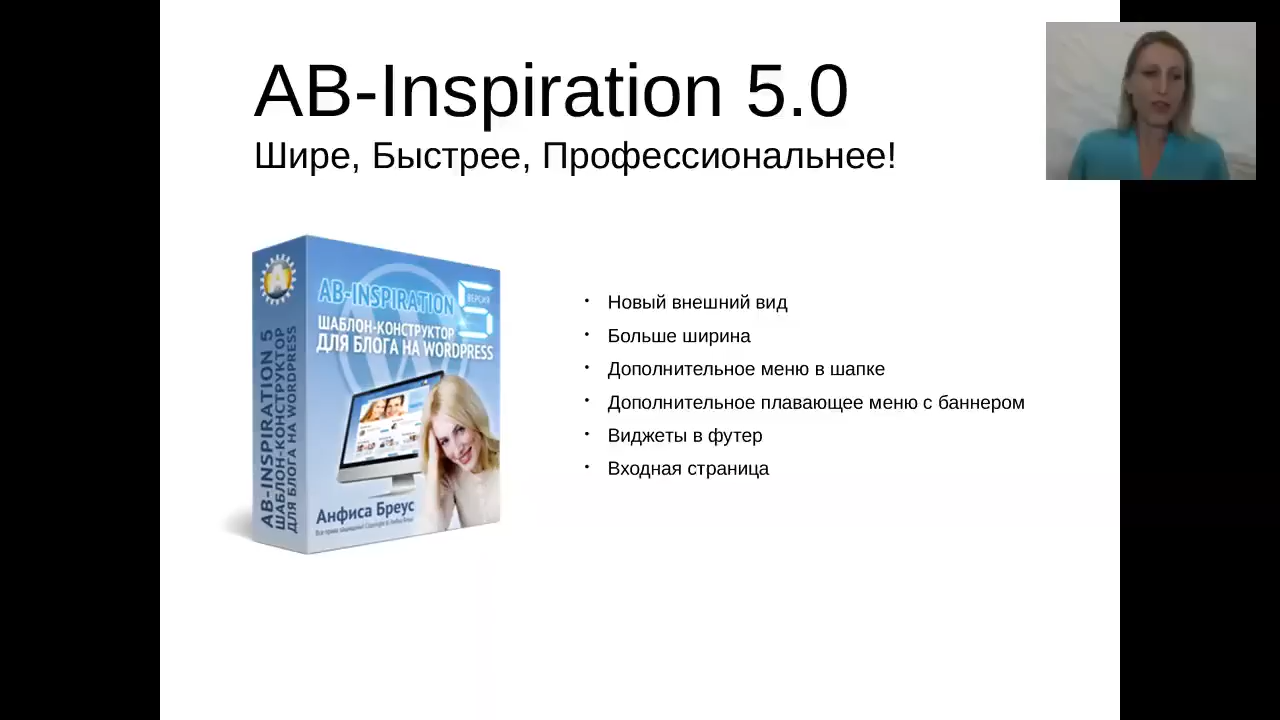 AB-Inspiration 5.0
Шире, Быстрее, Профессиональнее!
AB-INSPIRATION
ВЕРСИЯ
5
ШАБЛОН-КОНСТРУКТОР
ДЛЯ БЛОГА НА WORDPRESS
Анфиса Бреус
AB-INSPIRATION 5
ШАБЛОН-КОНСТРУКТОР
ДЛЯ БЛОГА НА WORDPRESS
• Новый внешний вид
• Больше ширина
• Дополнительное меню в шапке
• Дополнительное плавающее меню с баннером
• Виджеты в футер
• Входная страница